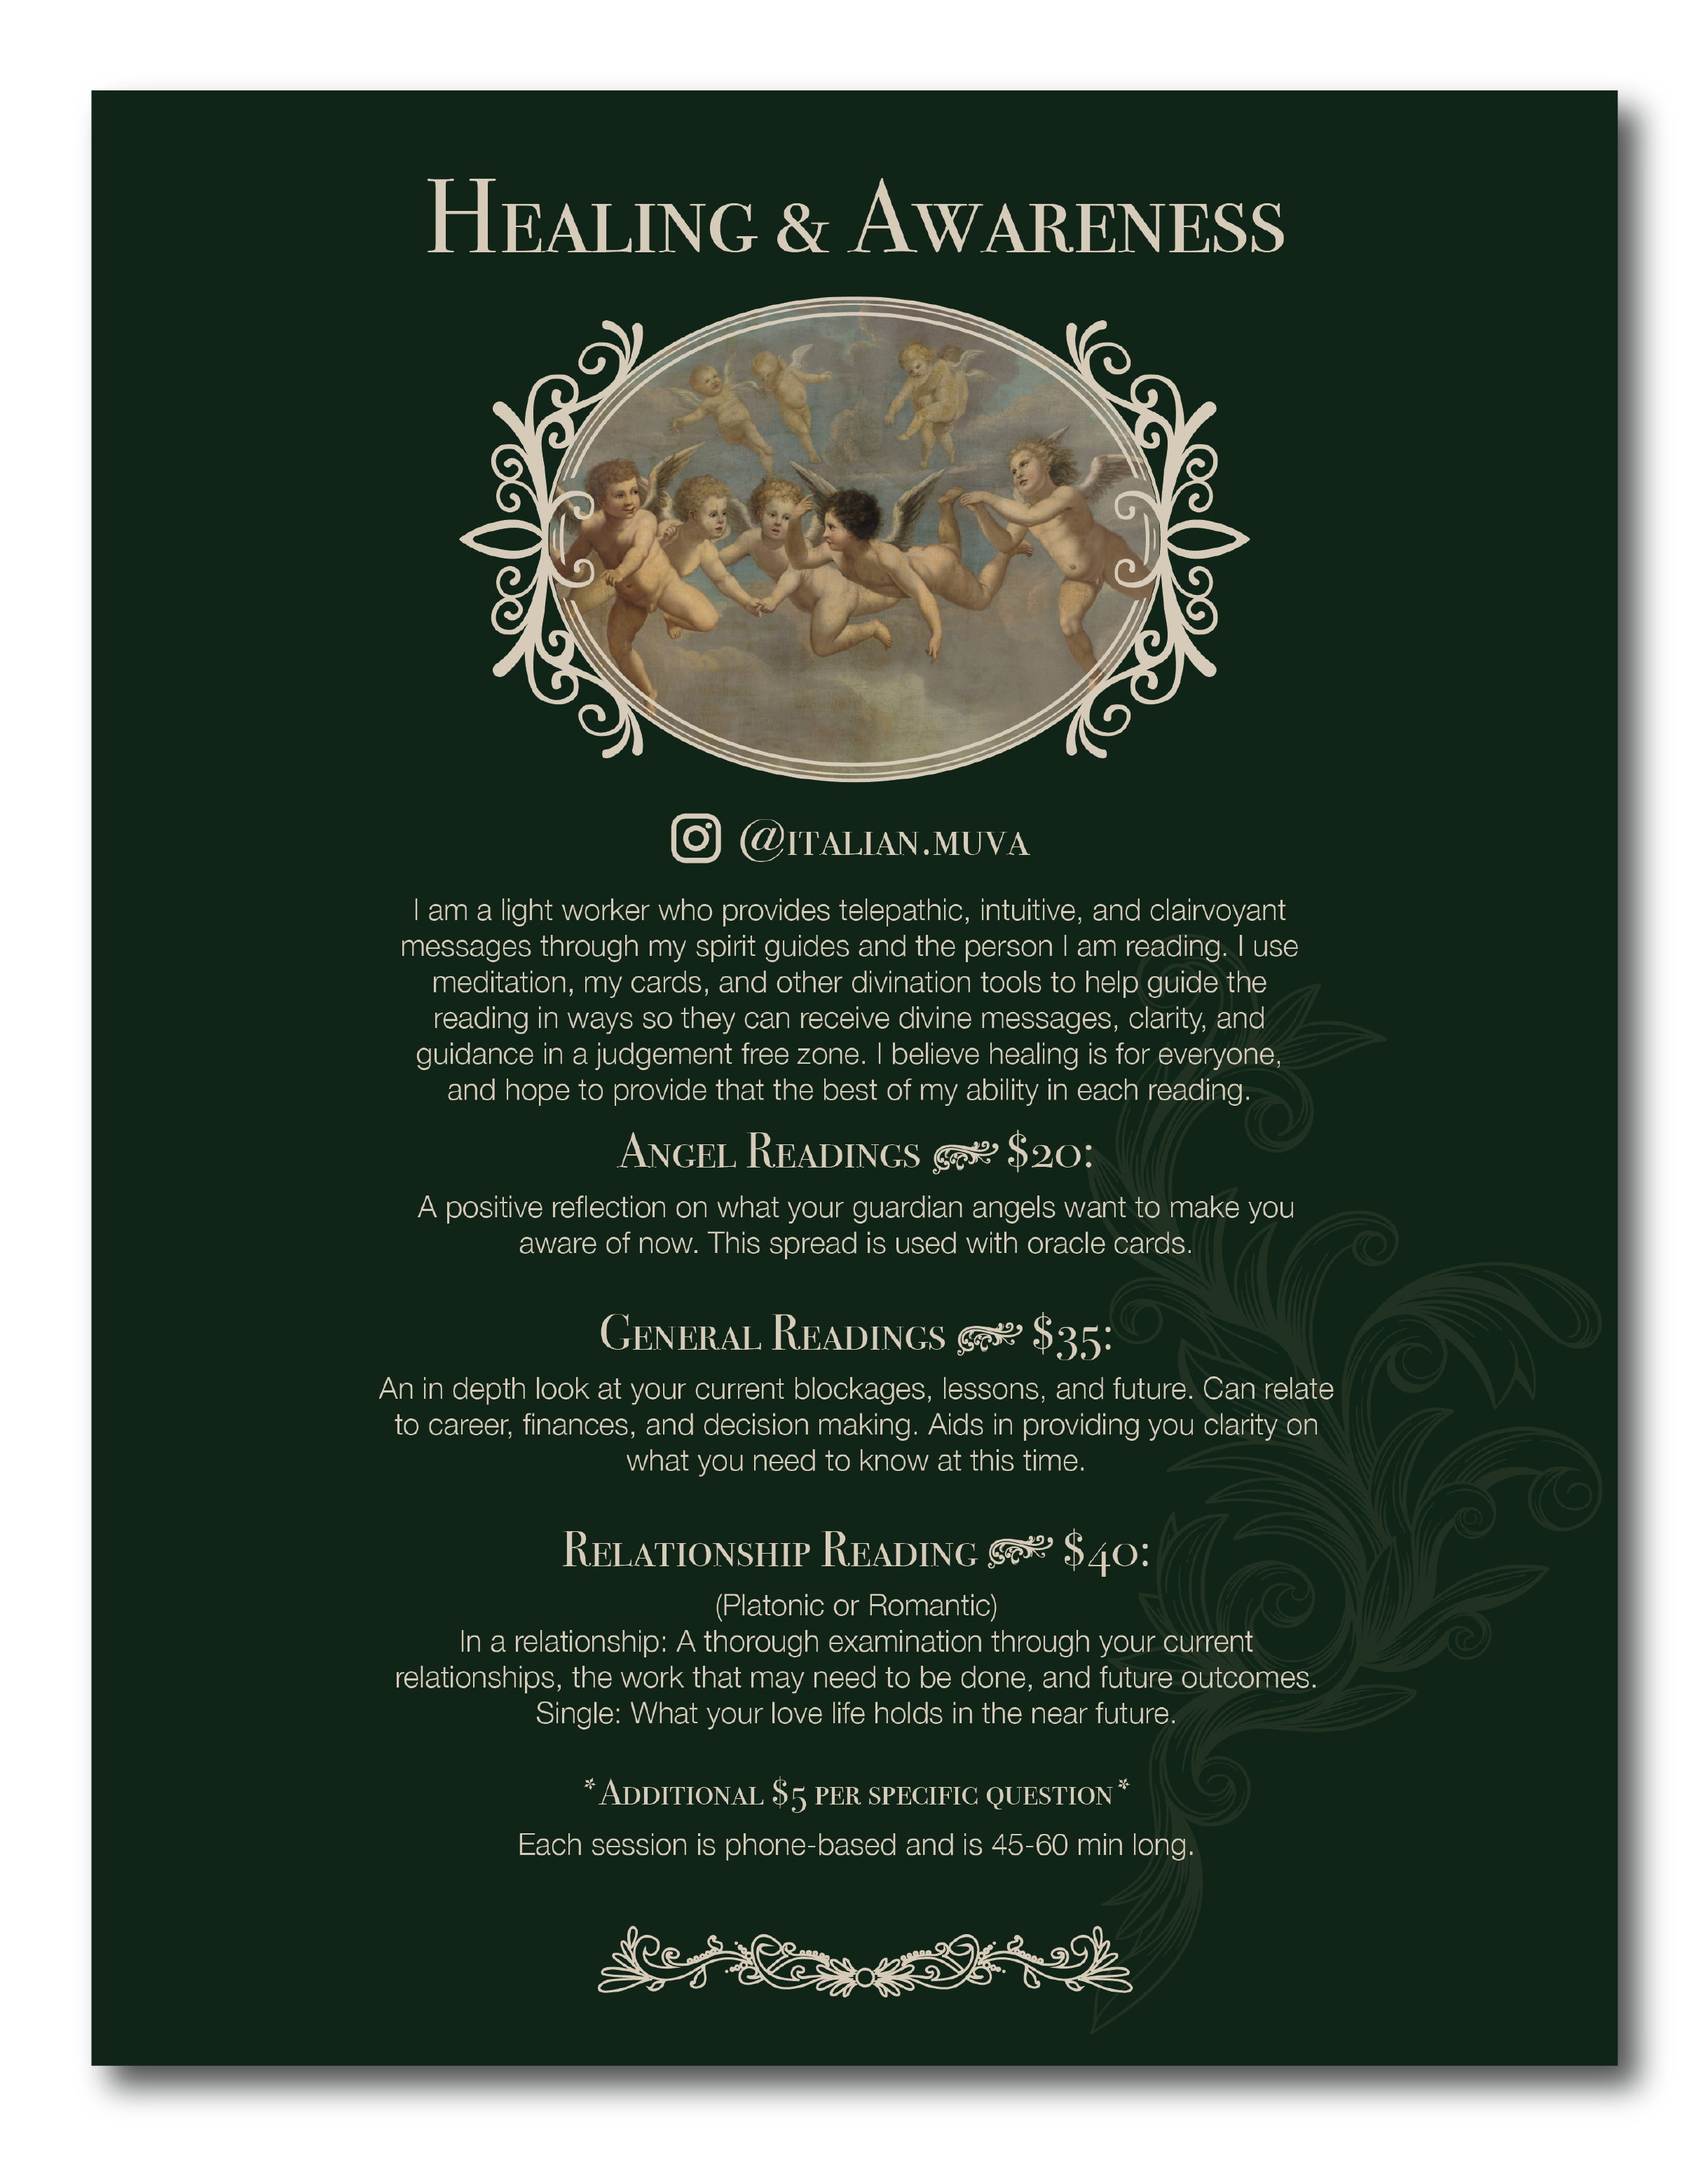 Healing & Awareness
@italian.muva
I am a light worker who provides telepathic, intuitive, and clairvoyant
messages through my spirit guides and the person I am reading. I use
meditation, my cards, and other divination tools to help guide the
reading in ways so they can receive divine messages, clarity, and
guidance in a judgement free zone. I believe healing is for everyone,
and hope to provide that the best of my ability in each reading.
Angel Readings $20:
A positive reflection on what your guardian angels want to make you
aware of now. This spread is used with oracle cards.
General Readings $35:
An in depth look at your current blockages, lessons, and future. Can relate
to career, finances, and decision making. Aids in providing you clarity on
what you need to know at this time.
Relationship Reading $40:
(Platonic or Romantic)
In a relationship: A thorough examination through your current
relationships, the work that may need to be done, and future outcomes.
Single: What your love life holds in the near future.
*Additional $5 per specific question*
Each session is phone-based and is 45-60 min long.